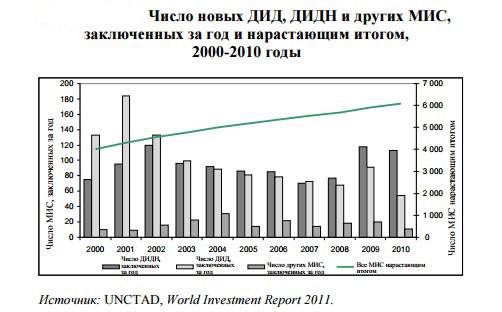 Число новых ДИД, ДИДН и других МИС,
заключенных за год и нарастающим итогом,
2000-2010 годы
Число МИС, заключенных за год
200
180
160
140
120
100
80
60
40
20
0
7 000
6 000
5 000
4 000
3 000
2 000
1 000
0
Число МИС нарастающим итогом
2000 2001 2002 2003 2004 2005 2006 2007 2008 2009 2010
Число ДИДН, заключенных за год
Число ДИД, заключенных за год
Число других МИС, заключенных за год
Все МИС нарастающим итогом
Источник: UNCTAD, World Investment Report 2011.